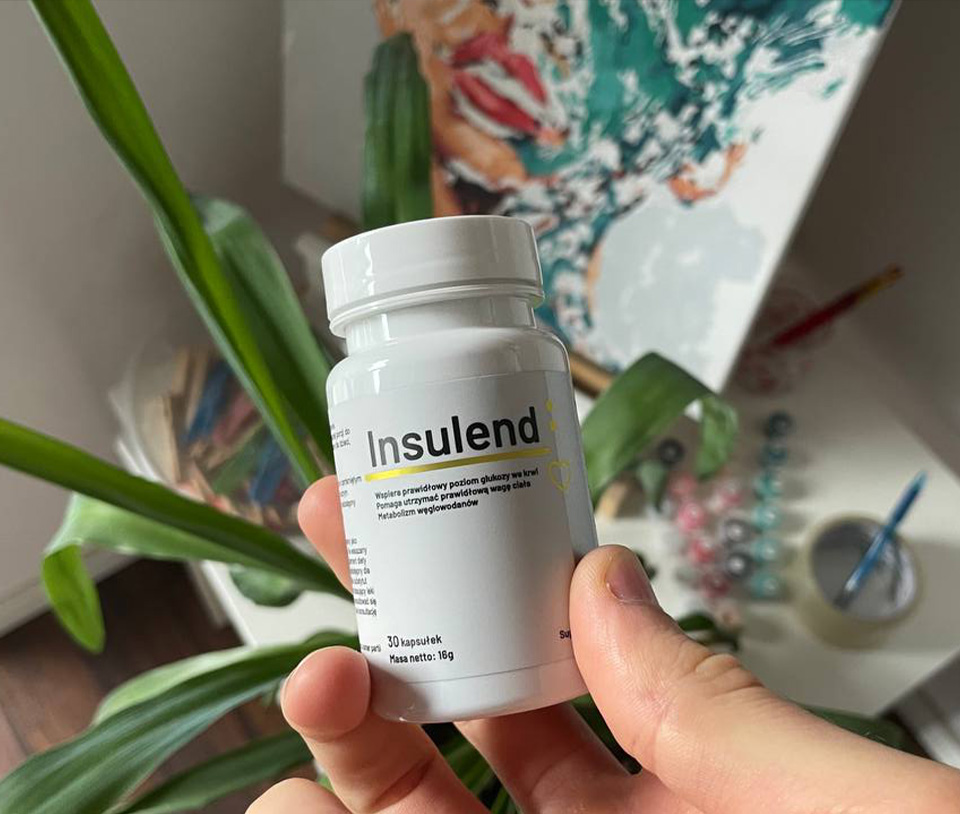 Insulend
Wspiera prawidłowy poziom glukozy we krwi
Pomaga utrzymać prawidłową wagę ciała
Metabolizm węglowodanów
30 kapsułek
Masa netto: 16g